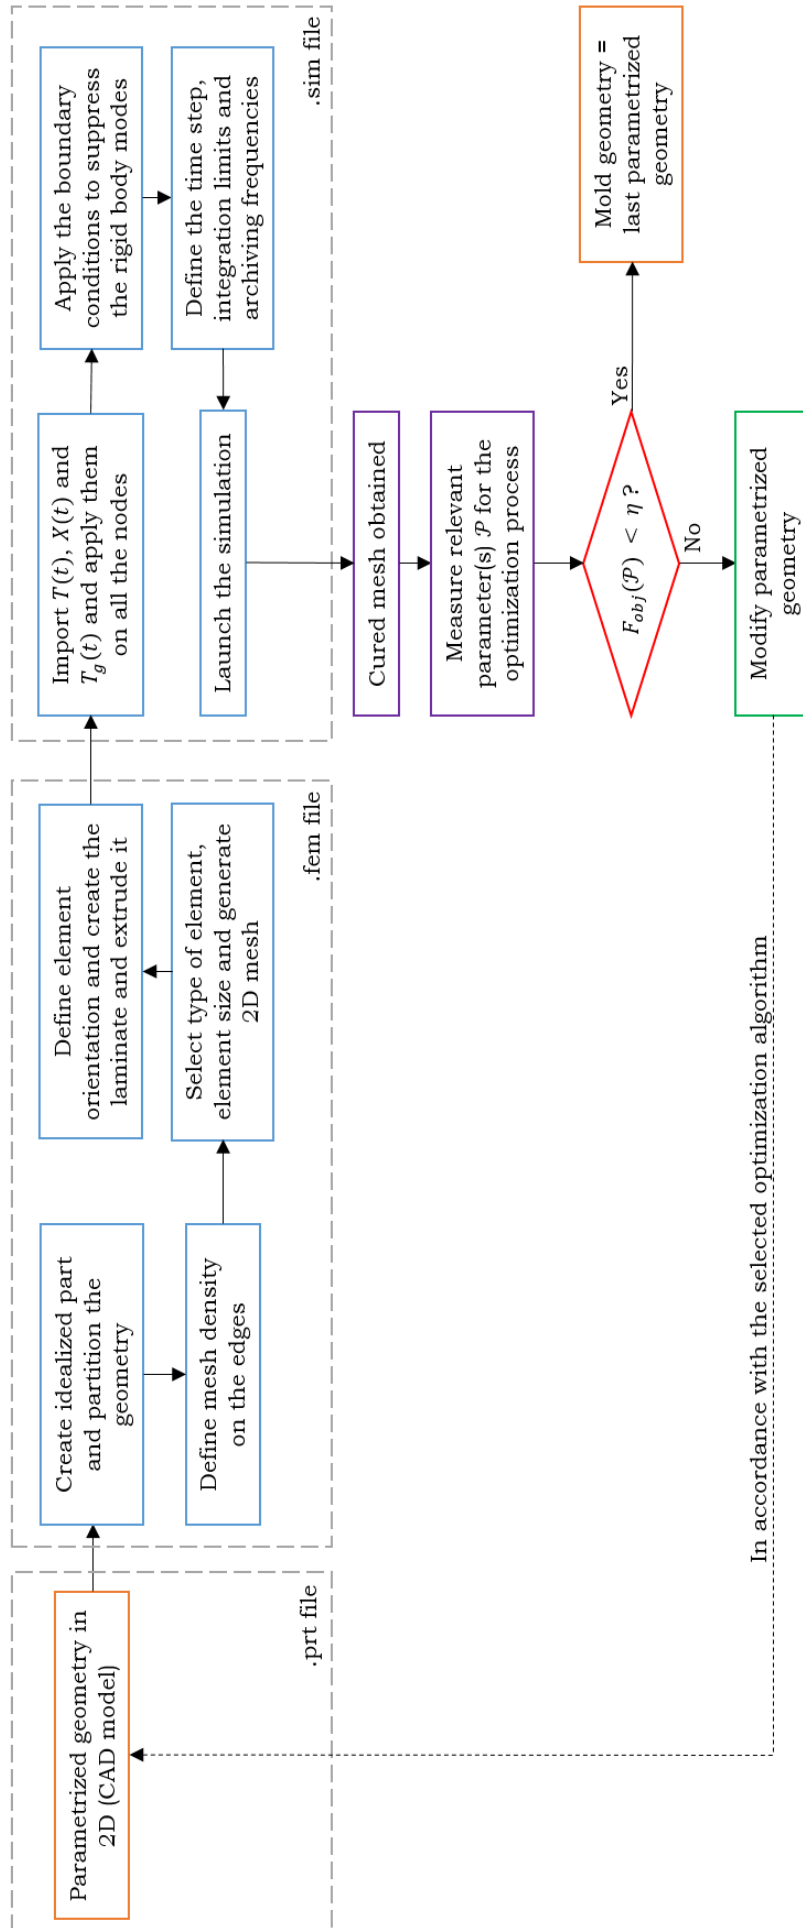 Parametrized geometry in
2D (CAD model)
.prt file
Create idealized part
and partition the
geometry
Define mesh density
on the edges
Select type of element,
element size and generate
2D mesh
Define element
orientation and create the
laminate and extrude it
.fem file
Import T(t), X(t) and
T_g(t) and apply them
on all the nodes
Apply the boundary
conditions to suppress
the rigid body modes
Define the time step,
integration limits and
archiving frequencies
Launch the simulation
.sim file
Cured mesh obtained
Measure relevant
parameter(s) 𝒫 for the
optimization process
F_{obj}(𝒫) < η ?
Yes
Mold geometry =
last parametrized
geometry
No
Modify parametrized
geometry
In accordance with the selected optimization algorithm